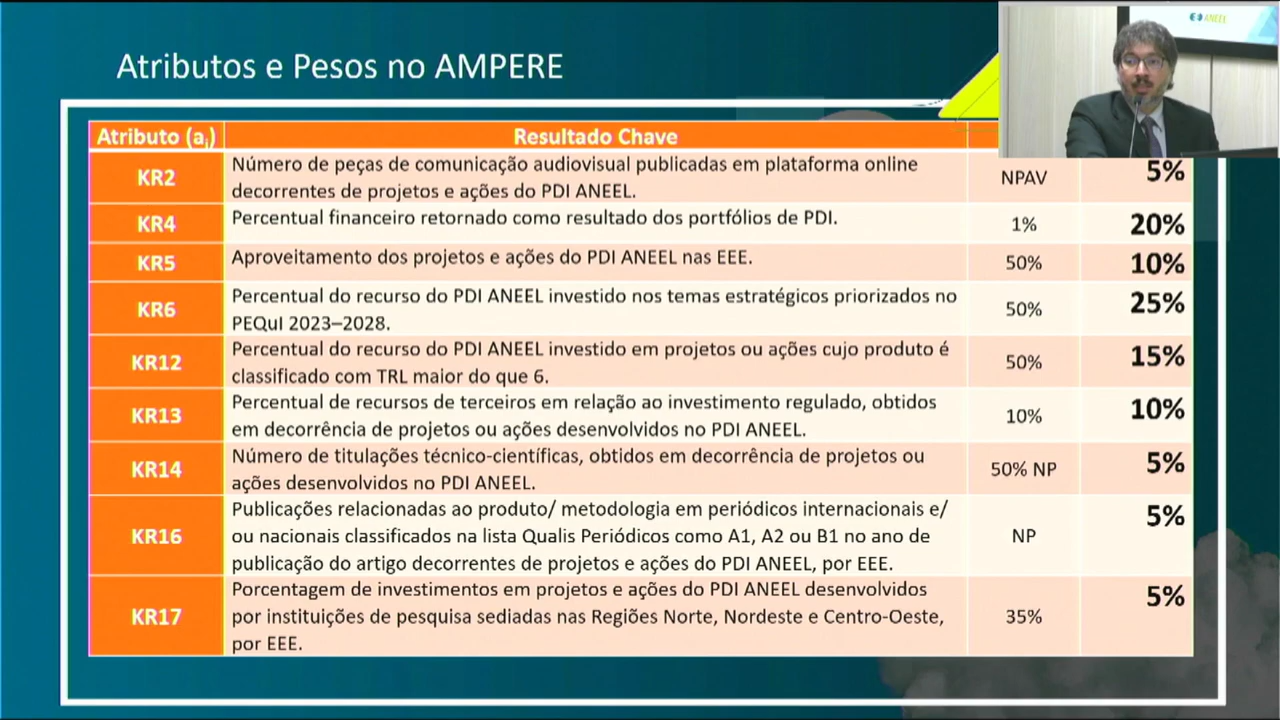 Atributos e Pesos no AMPERE
ANEEL
Atributo (ai) Resultado Chave
KR2 Número de peças de comunicação audiovisual publicadas em plataforma online
decorrentes de projetos e ações do PDI ANEEL. NPAV 5%
KR4 Percentual financeiro retornado como resultado dos portfólios de PDI. 1% 20%
KR5 Aproveitamento dos projetos e ações do PDI ANEEL nas EEE. 50% 10%
KR6 Percentual do recurso do PDI ANEEL investido nos temas estratégicos priorizados no
PEQuI 2023–2028. 50% 25%
KR12 Percentual do recurso do PDI ANEEL investido em projetos ou ações cujo produto é
classificado com TRL maior do que 6. 50% 15%
KR13 Percentual de recursos de terceiros em relação ao investimento regulado, obtidos
em decorrência de projetos ou ações desenvolvidos no PDI ANEEL. 10% 10%
KR14 Número de titulações técnico-científicas, obtidos em decorrência de projetos ou
ações desenvolvidos no PDI ANEEL. 50% NP 5%
KR16 Publicações relacionadas ao produto/ metodologia em periódicos internacionais e/
ou nacionais classificados na lista Qualis Periódicos como A1, A2 ou B1 no ano de
publicação do artigo decorrentes de projetos e ações do PDI ANEEL, por EEE. NP 5%
KR17 Porcentagem de investimentos em projetos e ações do PDI ANEEL desenvolvidos
por instituições de pesquisa sediadas nas Regiões Norte, Nordeste e Centro-Oeste,
por EEE. 35% 5%